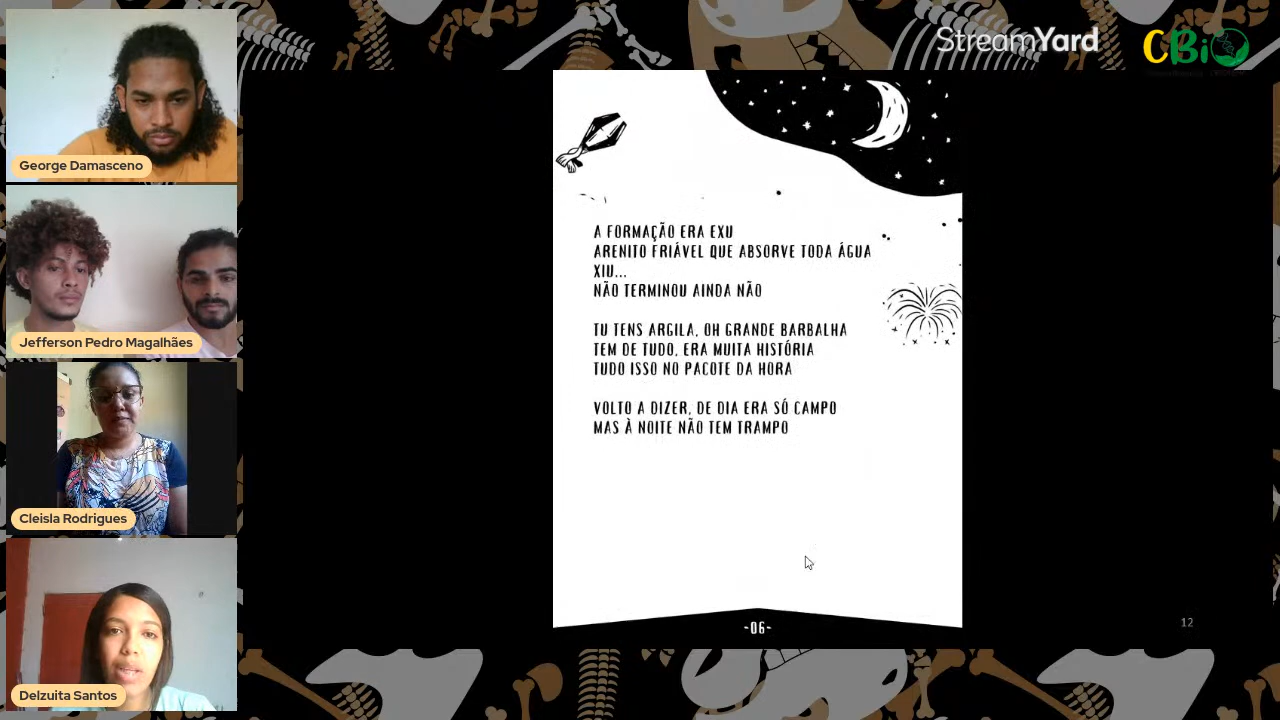 StreamYard
CBiO
George Damasceno
Jefferson Pedro Magalhães
Cleisla Rodrigues
Delzuita Santos
A FORMAÇÃO ERA EXU
ARENITO FRIÁVEL QUE ABSORVE TODA ÁGUA
XIU...
NÃO TERMINOU AINDA NÃO
TU TENS ARGILA, OH GRANDE BARBALHA
TEM DE TUDO, ERA MUITA HISTÓRIA
TUDO ISSO NO PACOTE DA HORA
VOLTO A DIZER, DE DIA ERA SÓ CAMPO
MAS À NOITE NÃO TEM TRAMPO
-06-
12